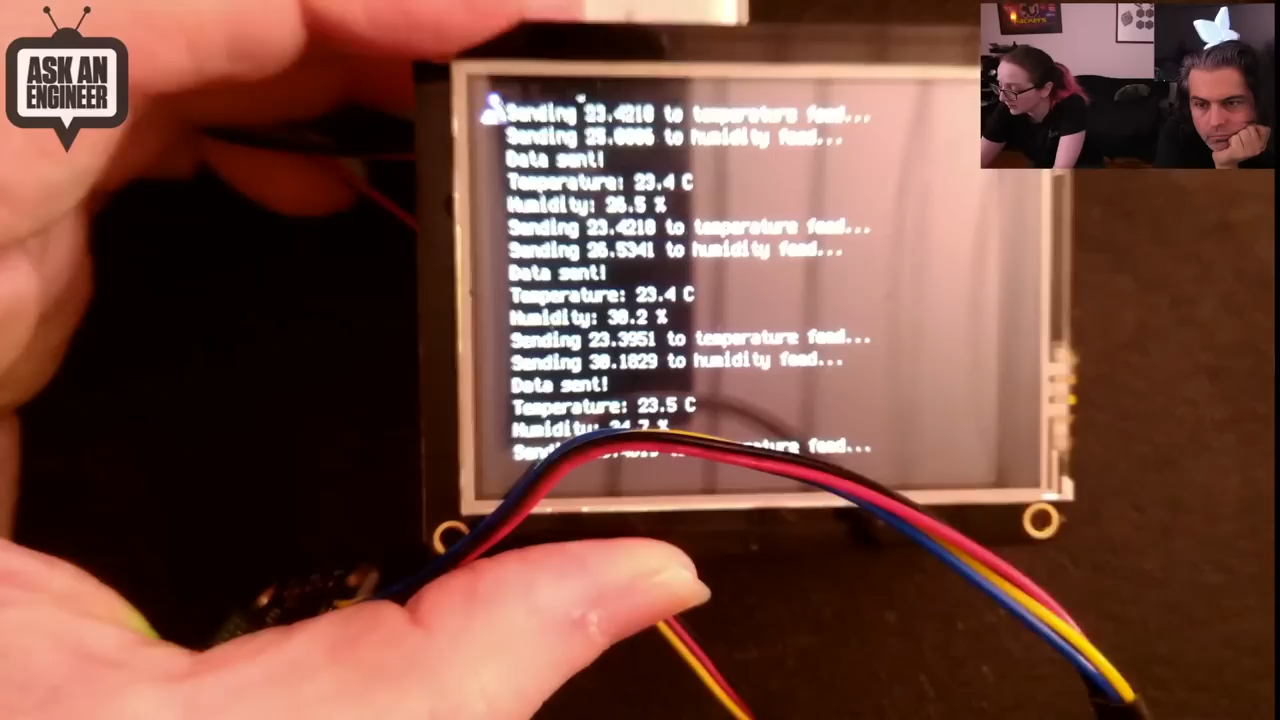 ASK AN
ENGINEER
Sending 23.4210 to temperature feed...
Sending to humidity feed...
Data sent!
Temperature: 23.4 C
Humidity: 26.5 %
Sending 23.4210 to temperature feed...
Sending 26.5341 to humidity feed...
Data sent!
Temperature: 23.4 C
Humidity: 30.2 %
Sending 23.3951 to temperature feed...
Sending 30.1829 to humidity feed...
Data sent!
Temperature: 23.5 C
Humidity: %
feed...